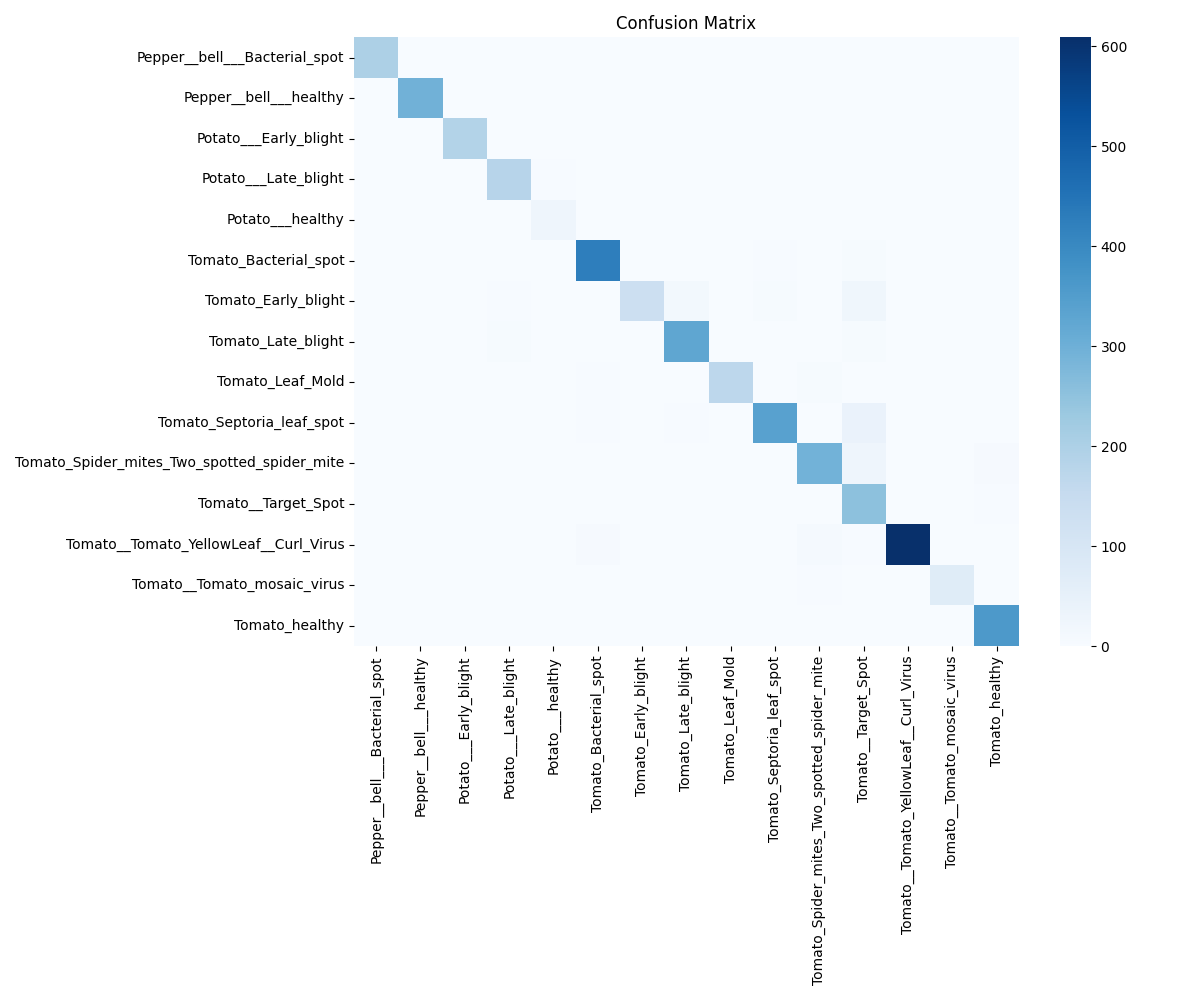 Confusion Matrix
Pepper__bell___Bacterial_spot
Pepper__bell___healthy
Potato___Early_blight
Potato___Late_blight
Potato___healthy
Tomato_Bacterial_spot
Tomato_Early_blight
Tomato_Late_blight
Tomato_Leaf_Mold
Tomato_Septoria_leaf_spot
Tomato_Spider_mites_Two_spotted_spider_mite
Tomato__Target_Spot
Tomato__Tomato_YellowLeaf__Curl_Virus
Tomato__Tomato_mosaic_virus
Tomato_healthy
600
500
400
300
200
100
0
Pepper__bell___Bacterial_spot
Pepper__bell___healthy
Potato___Early_blight
Potato___Late_blight
Potato___healthy
Tomato_Bacterial_spot
Tomato_Early_blight
Tomato_Late_blight
Tomato_Leaf_Mold
Tomato_Septoria_leaf_spot
Tomato_Spider_mites_Two_spotted_spider_mite
Tomato__Target_Spot
Tomato__Tomato_YellowLeaf__Curl_Virus
Tomato__Tomato_mosaic_virus
Tomato_healthy